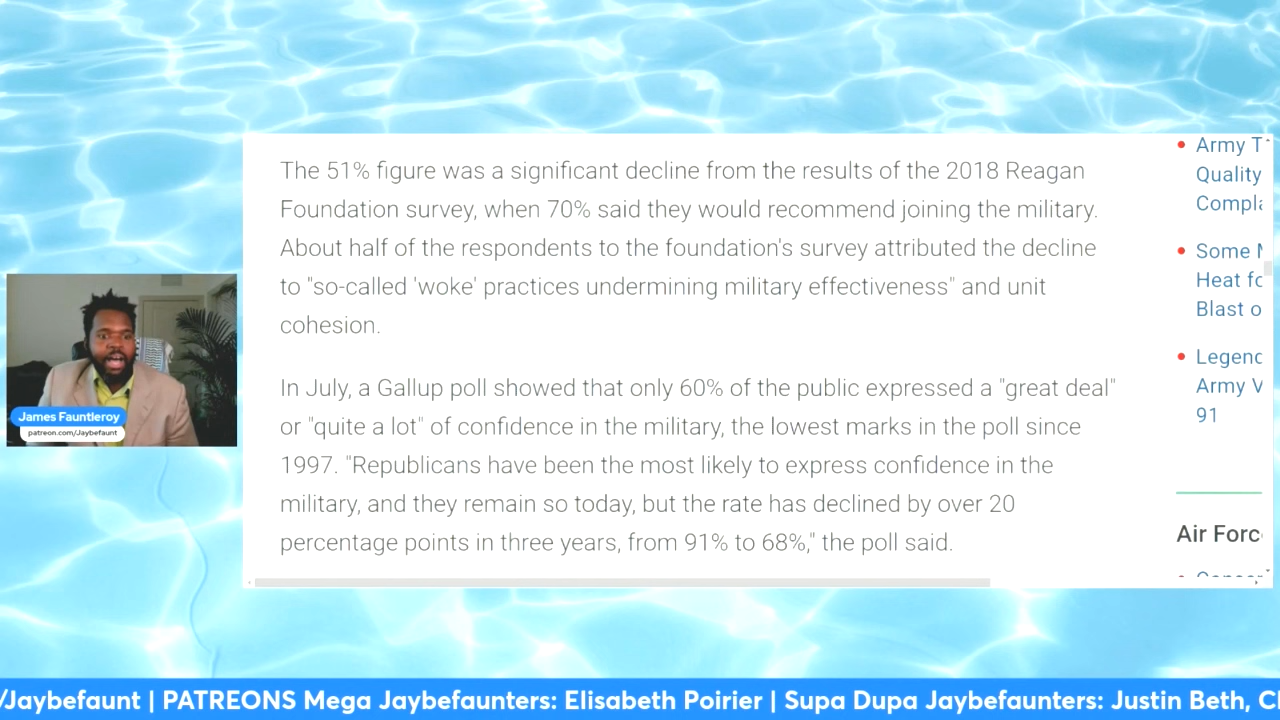 The 51% figure was a significant decline from the results of the 2018 Reagan
Foundation survey, when 70% said they would recommend joining the military.
About half of the respondents to the foundation's survey attributed the decline
to "so-called 'woke' practices undermining military effectiveness" and unit
cohesion.
In July, a Gallup poll showed that only 60% of the public expressed a "great deal"
or "quite a lot" of confidence in the military, the lowest marks in the poll since
1997. "Republicans have been the most likely to express confidence in the
military, and they remain so today, but the rate has declined by over 20
percentage points in three years, from 91% to 68%," the poll said.
Army
Quality
Some
Heat
Blast
Army
91
James Fauntleroy
patreon.com/Jaybefaunt
/Jaybefaunt | PATREONS Mega Jaybefaunters: Elisabeth Poirier | Supa Dupa Jaybefaunters: Justin Beth,